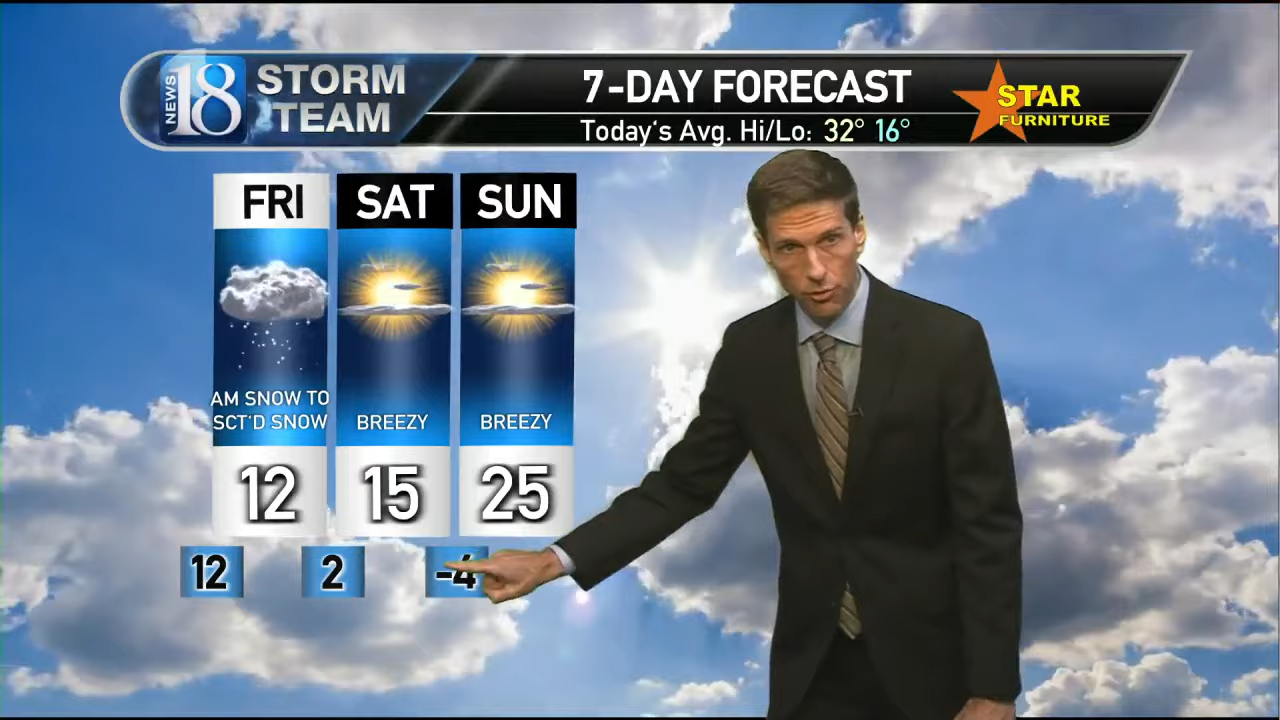 NEWS 18
STORM TEAM
7-DAY FORECAST
Today's Avg. Hi/Lo: 32° 16°
STAR
FURNITURE
FRI
SAT
SUN
AM SNOW TO
SCT'D SNOW
BREEZY
BREEZY
12
15
25
12
2
-4